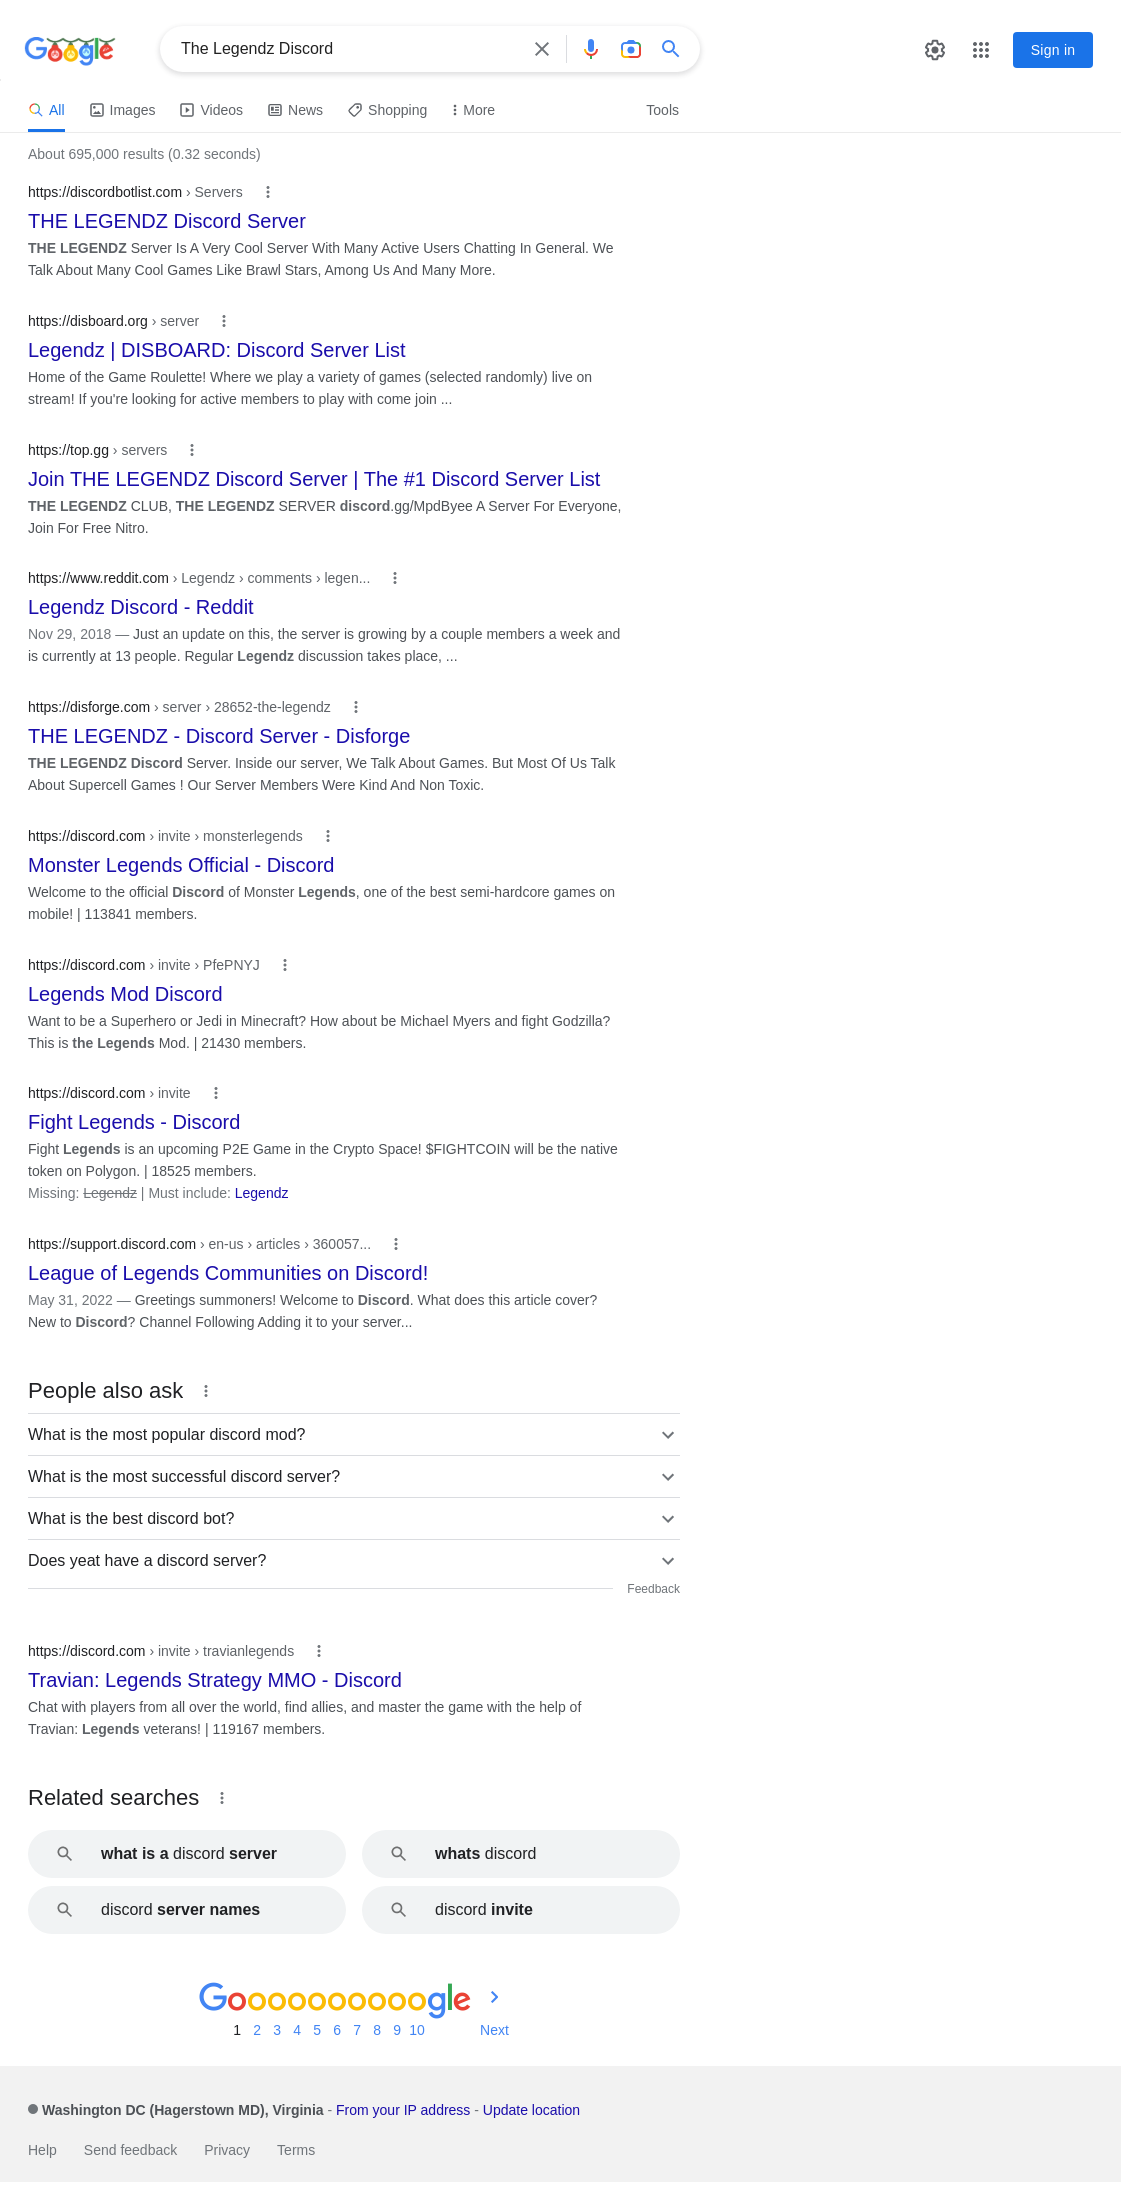 Google
The Legendz Discord
Sign in
All Images Videos News Shopping More Tools
About 695,000 results (0.32 seconds)
https://discordbotlist.com › Servers
THE LEGENDZ Discord Server
THE LEGENDZ Server Is A Very Cool Server With Many Active Users Chatting In General. We
Talk About Many Cool Games Like Brawl Stars, Among Us And Many More.
https://disboard.org › server
Legendz | DISBOARD: Discord Server List
Home of the Game Roulette! Where we play a variety of games (selected randomly) live on
stream! If you're looking for active members to play with come join ...
https://top.gg › servers
Join THE LEGENDZ Discord Server | The #1 Discord Server List
THE LEGENDZ CLUB, THE LEGENDZ SERVER discord.gg/MpdByee A Server For Everyone,
Join For Free Nitro.
https://www.reddit.com › Legendz › comments › legen...
Legendz Discord - Reddit
Nov 29, 2018 — Just an update on this, the server is growing by a couple members a week and
is currently at 13 people. Regular Legendz discussion takes place, ...
https://disforge.com › server › 28652-the-legendz
THE LEGENDZ - Discord Server - Disforge
THE LEGENDZ Discord Server. Inside our server, We Talk About Games. But Most Of Us Talk
About Supercell Games ! Our Server Members Were Kind And Non Toxic.
https://discord.com › invite › monsterlegends
Monster Legends Official - Discord
Welcome to the official Discord of Monster Legends, one of the best semi-hardcore games on
mobile! | 113841 members.
https://discord.com › invite › PfePNYJ
Legends Mod Discord
Want to be a Superhero or Jedi in Minecraft? How about be Michael Myers and fight Godzilla?
This is the Legends Mod. | 21430 members.
https://discord.com › invite
Fight Legends - Discord
Fight Legends is an upcoming P2E Game in the Crypto Space! $FIGHTCOIN will be the native
token on Polygon. | 18525 members.
Missing: Legendz | Must include: Legendz
https://support.discord.com › en-us › articles › 360057...
League of Legends Communities on Discord!
May 31, 2022 — Greetings summoners! Welcome to Discord. What does this article cover?
New to Discord? Channel Following Adding it to your server...
People also ask
What is the most popular discord mod?
What is the most successful discord server?
What is the best discord bot?
Does yeat have a discord server?
Feedback
https://discord.com › invite › travianlegends
Travian: Legends Strategy MMO - Discord
Chat with players from all over the world, find allies, and master the game with the help of
Travian: Legends veterans! | 119167 members.
Related searches
what is a discord server
whats discord
discord server names
discord invite
Goooooooooogle
1 2 3 4 5 6 7 8 9 10 Next
Washington DC (Hagerstown MD), Virginia - From your IP address - Update location
Help Send feedback Privacy Terms